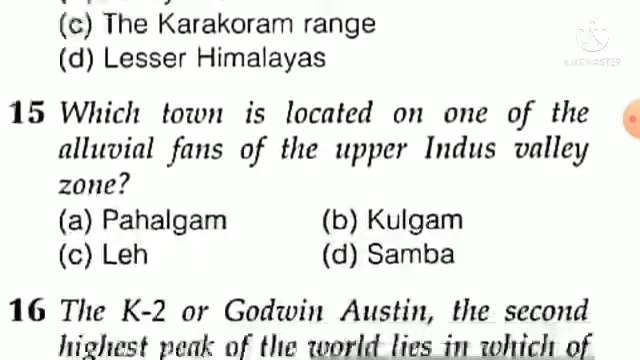 (c) The Karakoram range
(d) Lesser Himalayas
15 Which town is located on one of the
alluvial fans of the upper Indus valley
zone?
(a) Pahalgam (b) Kulgam
(c) Leh (d) Samba
16 The K-2 or Godwin Austin, the second
highest peak of the world lies in which of